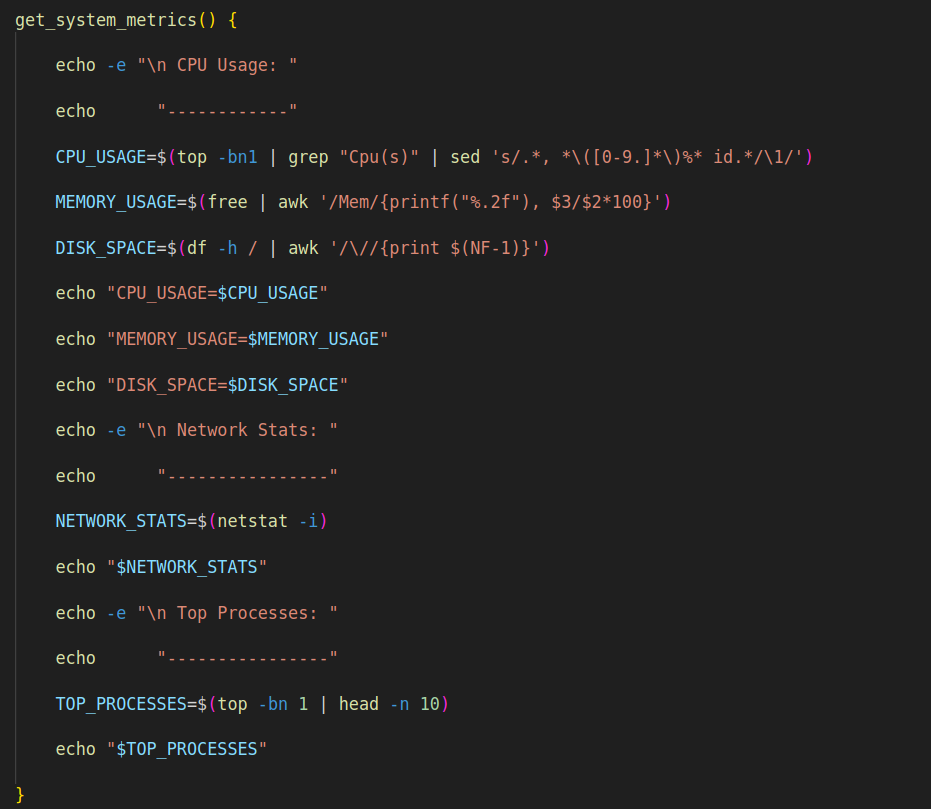 get_system_metrics() {
echo -e "\n CPU Usage: "
echo      "------------"
CPU_USAGE=$(top -bn1 | grep "Cpu(s)" | sed 's/.*, *\([0-9.]*\)%* id.*/\1/')
MEMORY_USAGE=$(free | awk '/Mem/{printf("%.2f"), $3/$2*100}')
DISK_SPACE=$(df -h / | awk '/\//{print $(NF-1)}')
echo "CPU_USAGE=$CPU_USAGE"
echo "MEMORY_USAGE=$MEMORY_USAGE"
echo "DISK_SPACE=$DISK_SPACE"
echo -e "\n Network Stats: "
echo      "----------------"
NETWORK_STATS=$(netstat -i)
echo "$NETWORK_STATS"
echo -e "\n Top Processes: "
echo      "----------------"
TOP_PROCESSES=$(top -bn 1 | head -n 10)
echo "$TOP_PROCESSES"
}